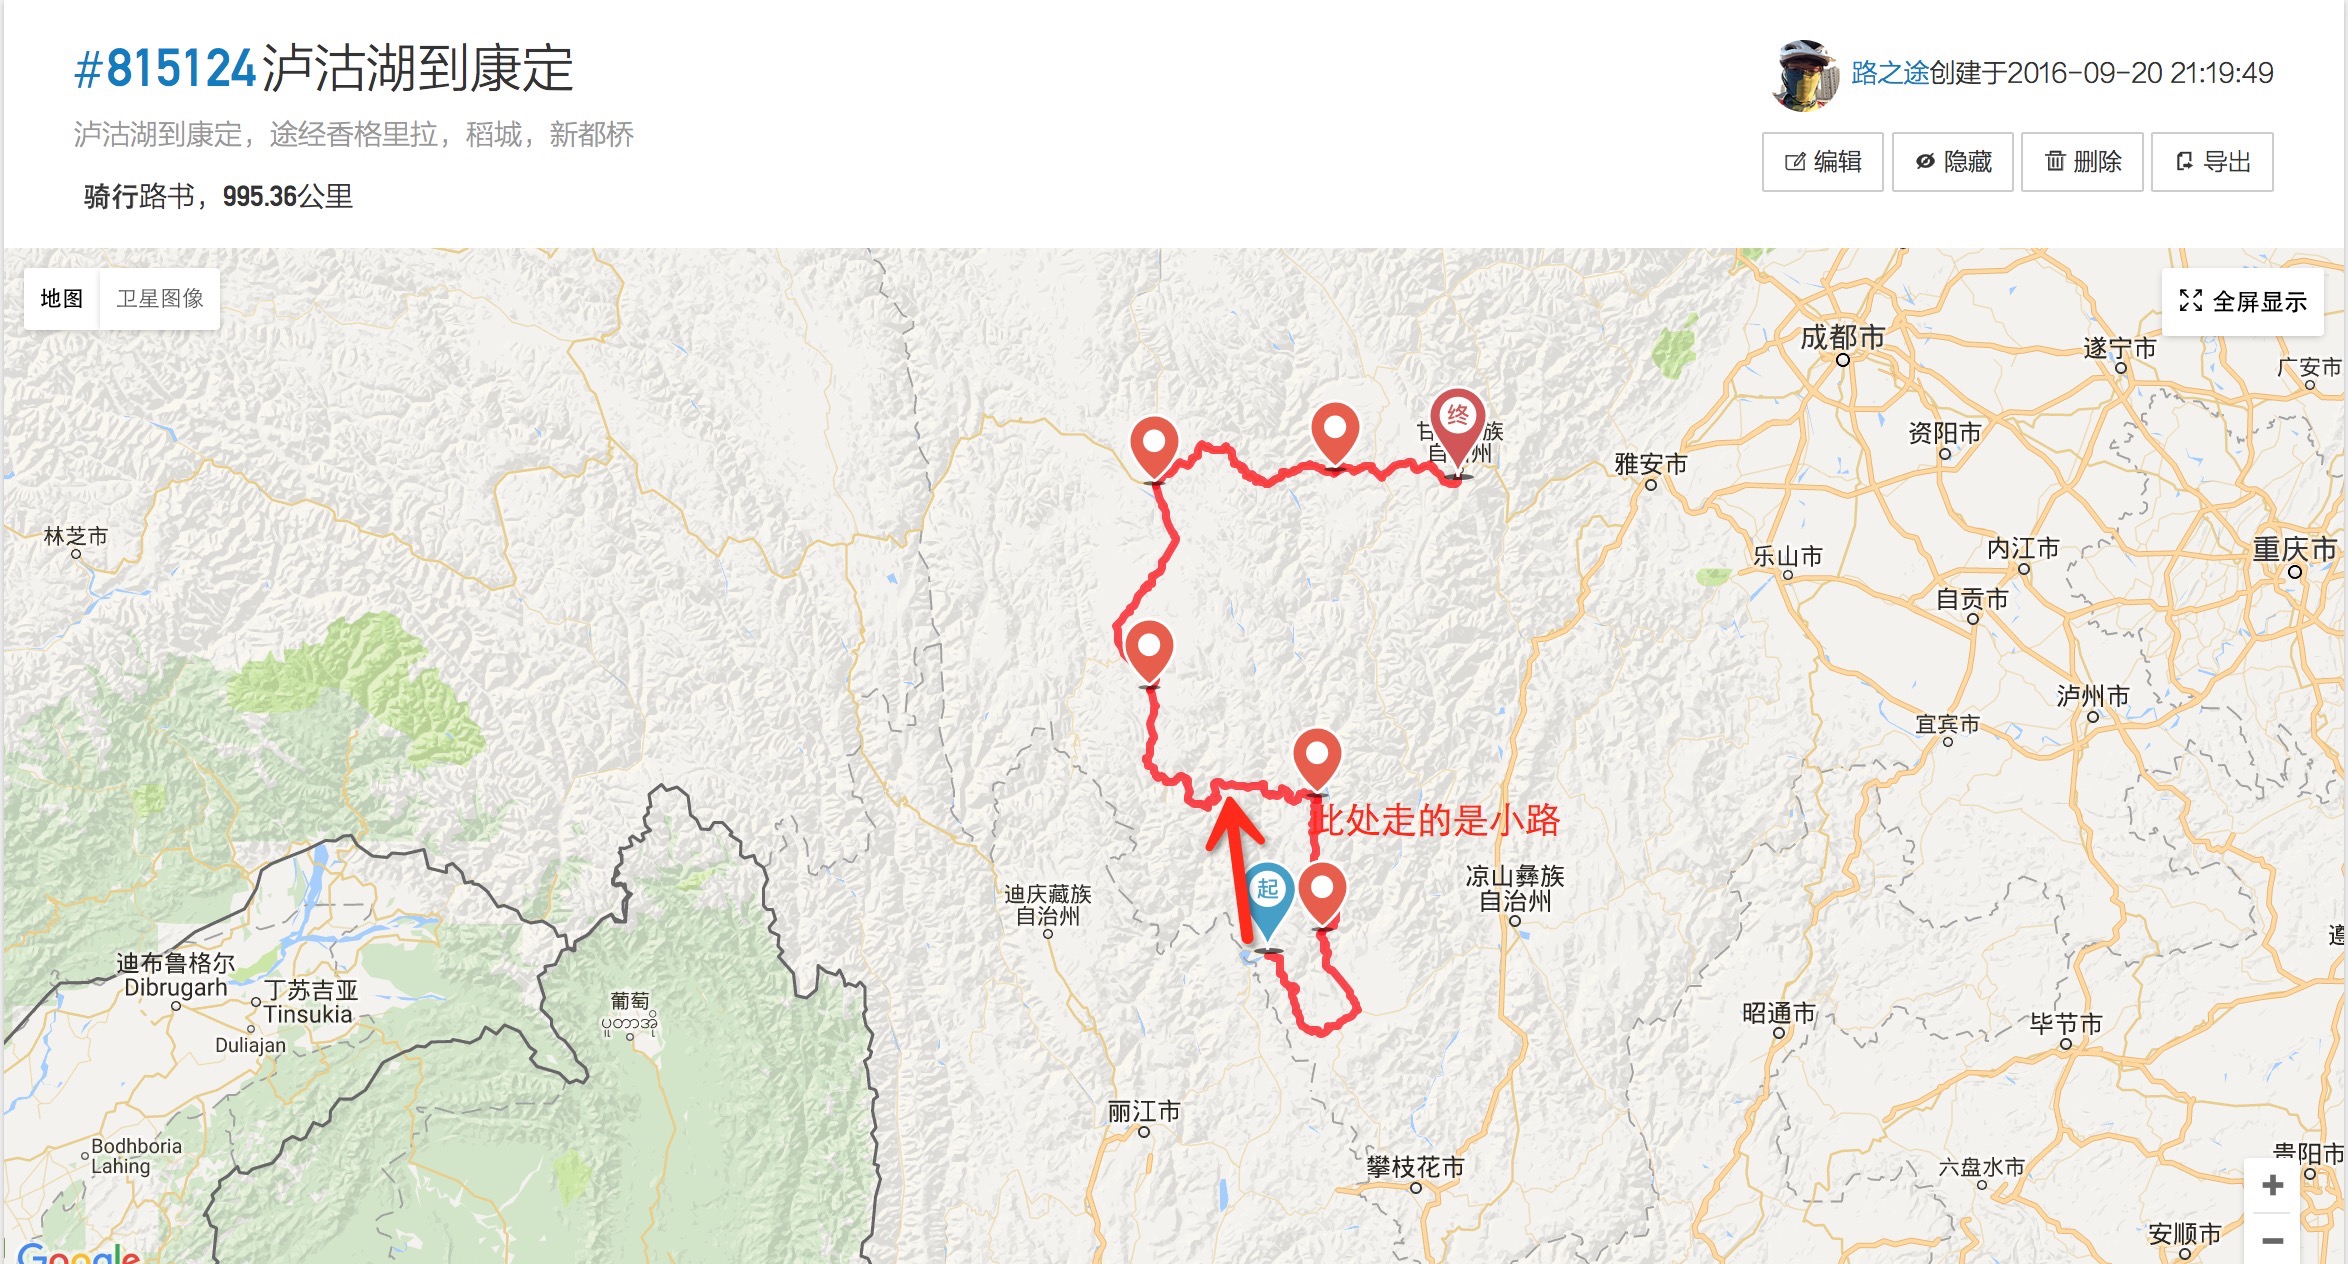 #815124泸沽湖到康定
泸沽湖到康定，途经香格里拉，稻城，新都桥
骑行路书，995.36公里
路之途创建于2016-09-20 21:19:49
编辑
隐藏
删除
导出
地图
卫星图像
全屏显示
成都市
遂宁市
广安市
终
甘
族
自
州
资阳市
雅安市
林芝市
乐山市
内江市
重庆市
自贡市
泸州市
宜宾市
此处走的是小路
起
凉山彝族
自治州
迪庆藏族
自治州
迪布鲁格尔
Dibrugarh
丁苏吉亚
Tinsukia
Duliajan
葡萄
ပူတာအို
昭通市
毕节市
丽江市
Bodhboria
Lahing
攀枝花市
六盘水市
贵阳市
安顺市
Google